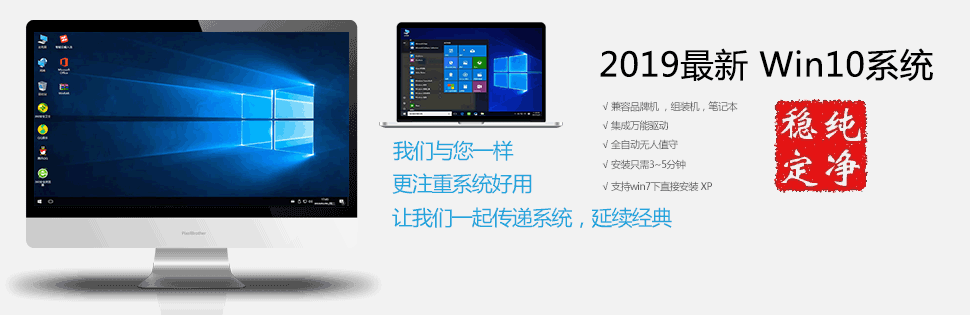 2019最新 Win10系统
√ 兼容品牌机 ，组装机，笔记本
√ 集成万能驱动
√ 全自动无人值守
√ 安装只需3~5分钟
√ 支持win7下直接安装 XP
稳纯
定净
我们与您一样
更注重系统好用
让我们一起传递系统，延续经典